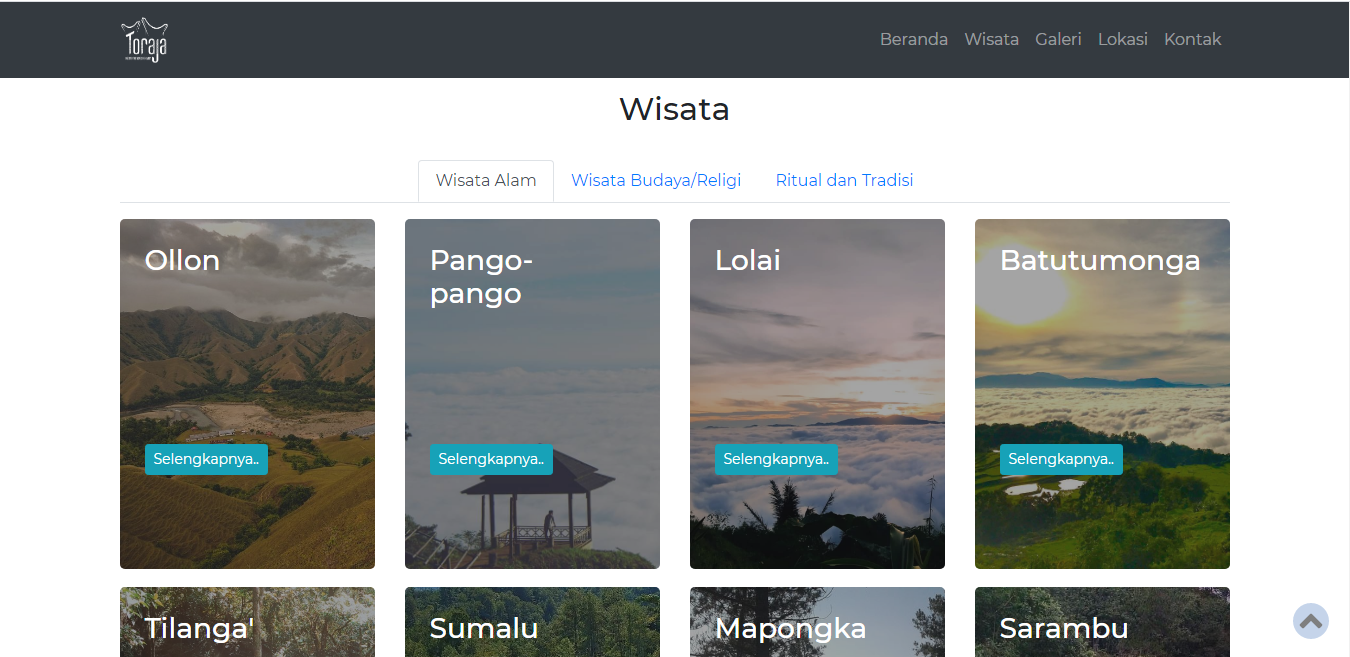 Toraja
Beranda Wisata Galeri Lokasi Kontak
Wisata
Wisata Alam Wisata Budaya/Religi Ritual dan Tradisi
Ollon
Pango-
pango
Lolai
Batutumonga
Selengkapnya..
Selengkapnya..
Selengkapnya..
Selengkapnya..
Tilanga'
Sumalu
Mapongka
Sarambu